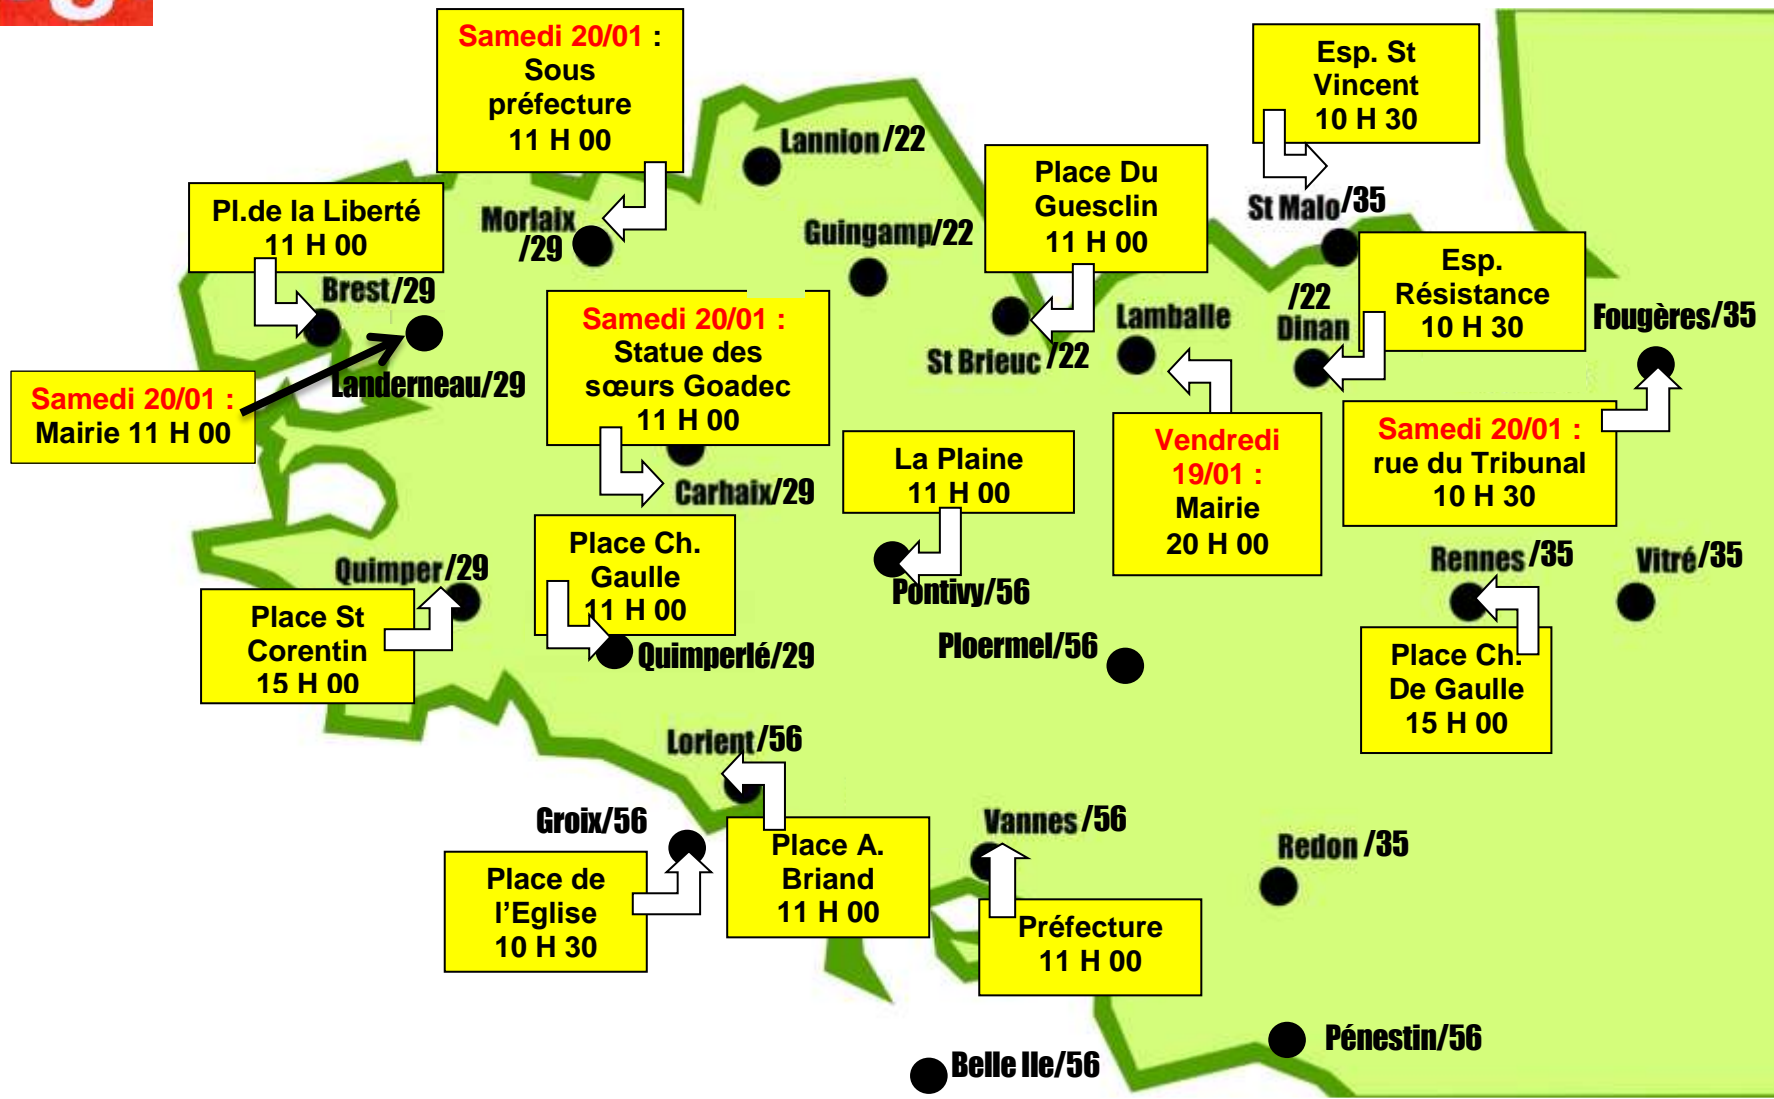 Samedi 20/01 :
Sous
préfecture
11 H 00
Esp. St
Vincent
10 H 30
Lannion /22
Place Du
Guesclin
11 H 00
Pl.de la Liberté
11 H 00
Morlaix
/29
Guingamp/22
St Malo/35
Esp.
Résistance
10 H 30
Brest/29
Samedi 20/01 :
Statue des
sœurs Goadec
11 H 00
Lamballe
/22
Dinan
Fougères/35
St Brieuc /22
Landerneau/29
Samedi 20/01 :
Mairie 11 H 00
Vendredi
19/01 :
Mairie
20 H 00
Samedi 20/01 :
rue du Tribunal
10 H 30
La Plaine
11 H 00
Carhaix/29
Place Ch.
Gaulle
11 H 00
Quimper/29
Pontivy/56
Rennes /35
Vitré/35
Place St
Corentin
15 H 00
Quimperlé/29
Ploermel/56
Place Ch.
De Gaulle
15 H 00
Lorient/56
Groix/56
Vannes /56
Place A.
Briand
11 H 00
Redon /35
Place de
l’Eglise
10 H 30
Préfecture
11 H 00
Pénestin/56
Belle Ile/56